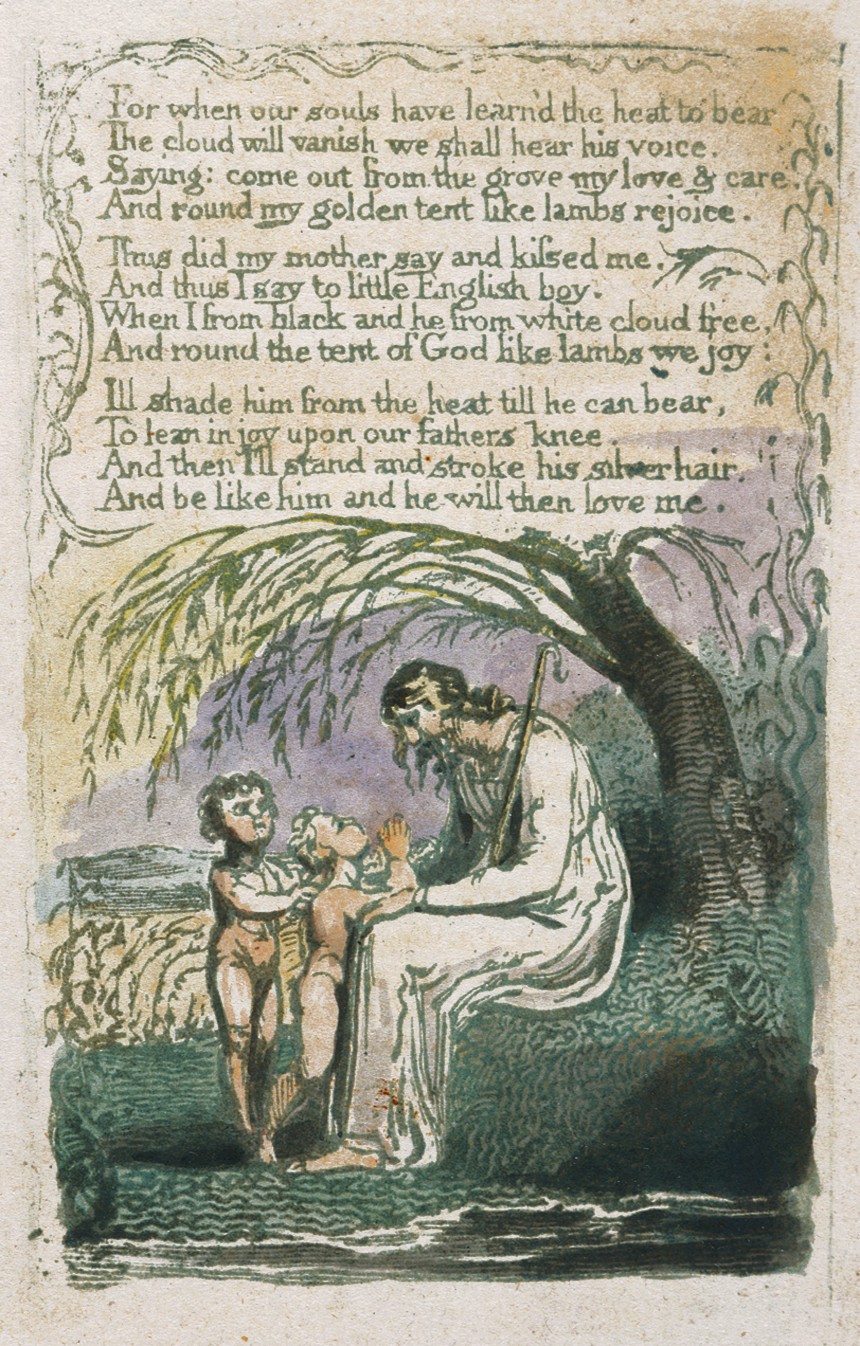 For when our souls have learn'd the heat to bear
The cloud will vanish we shall hear his voice.
Saying: come out from the grove my love & care.
And round my golden tent like lambs rejoice.
Thus did my mother say and kiſsed me.
And thus I say to little English boy.
When I from black and he from white cloud free,
And round the tent of God like lambs we joy:
Ill shade him from the heat till he can bear,
To lean in joy upon our fathers knee.
And then I'll stand and stroke his silver hair.
And be like him and he will then love me.